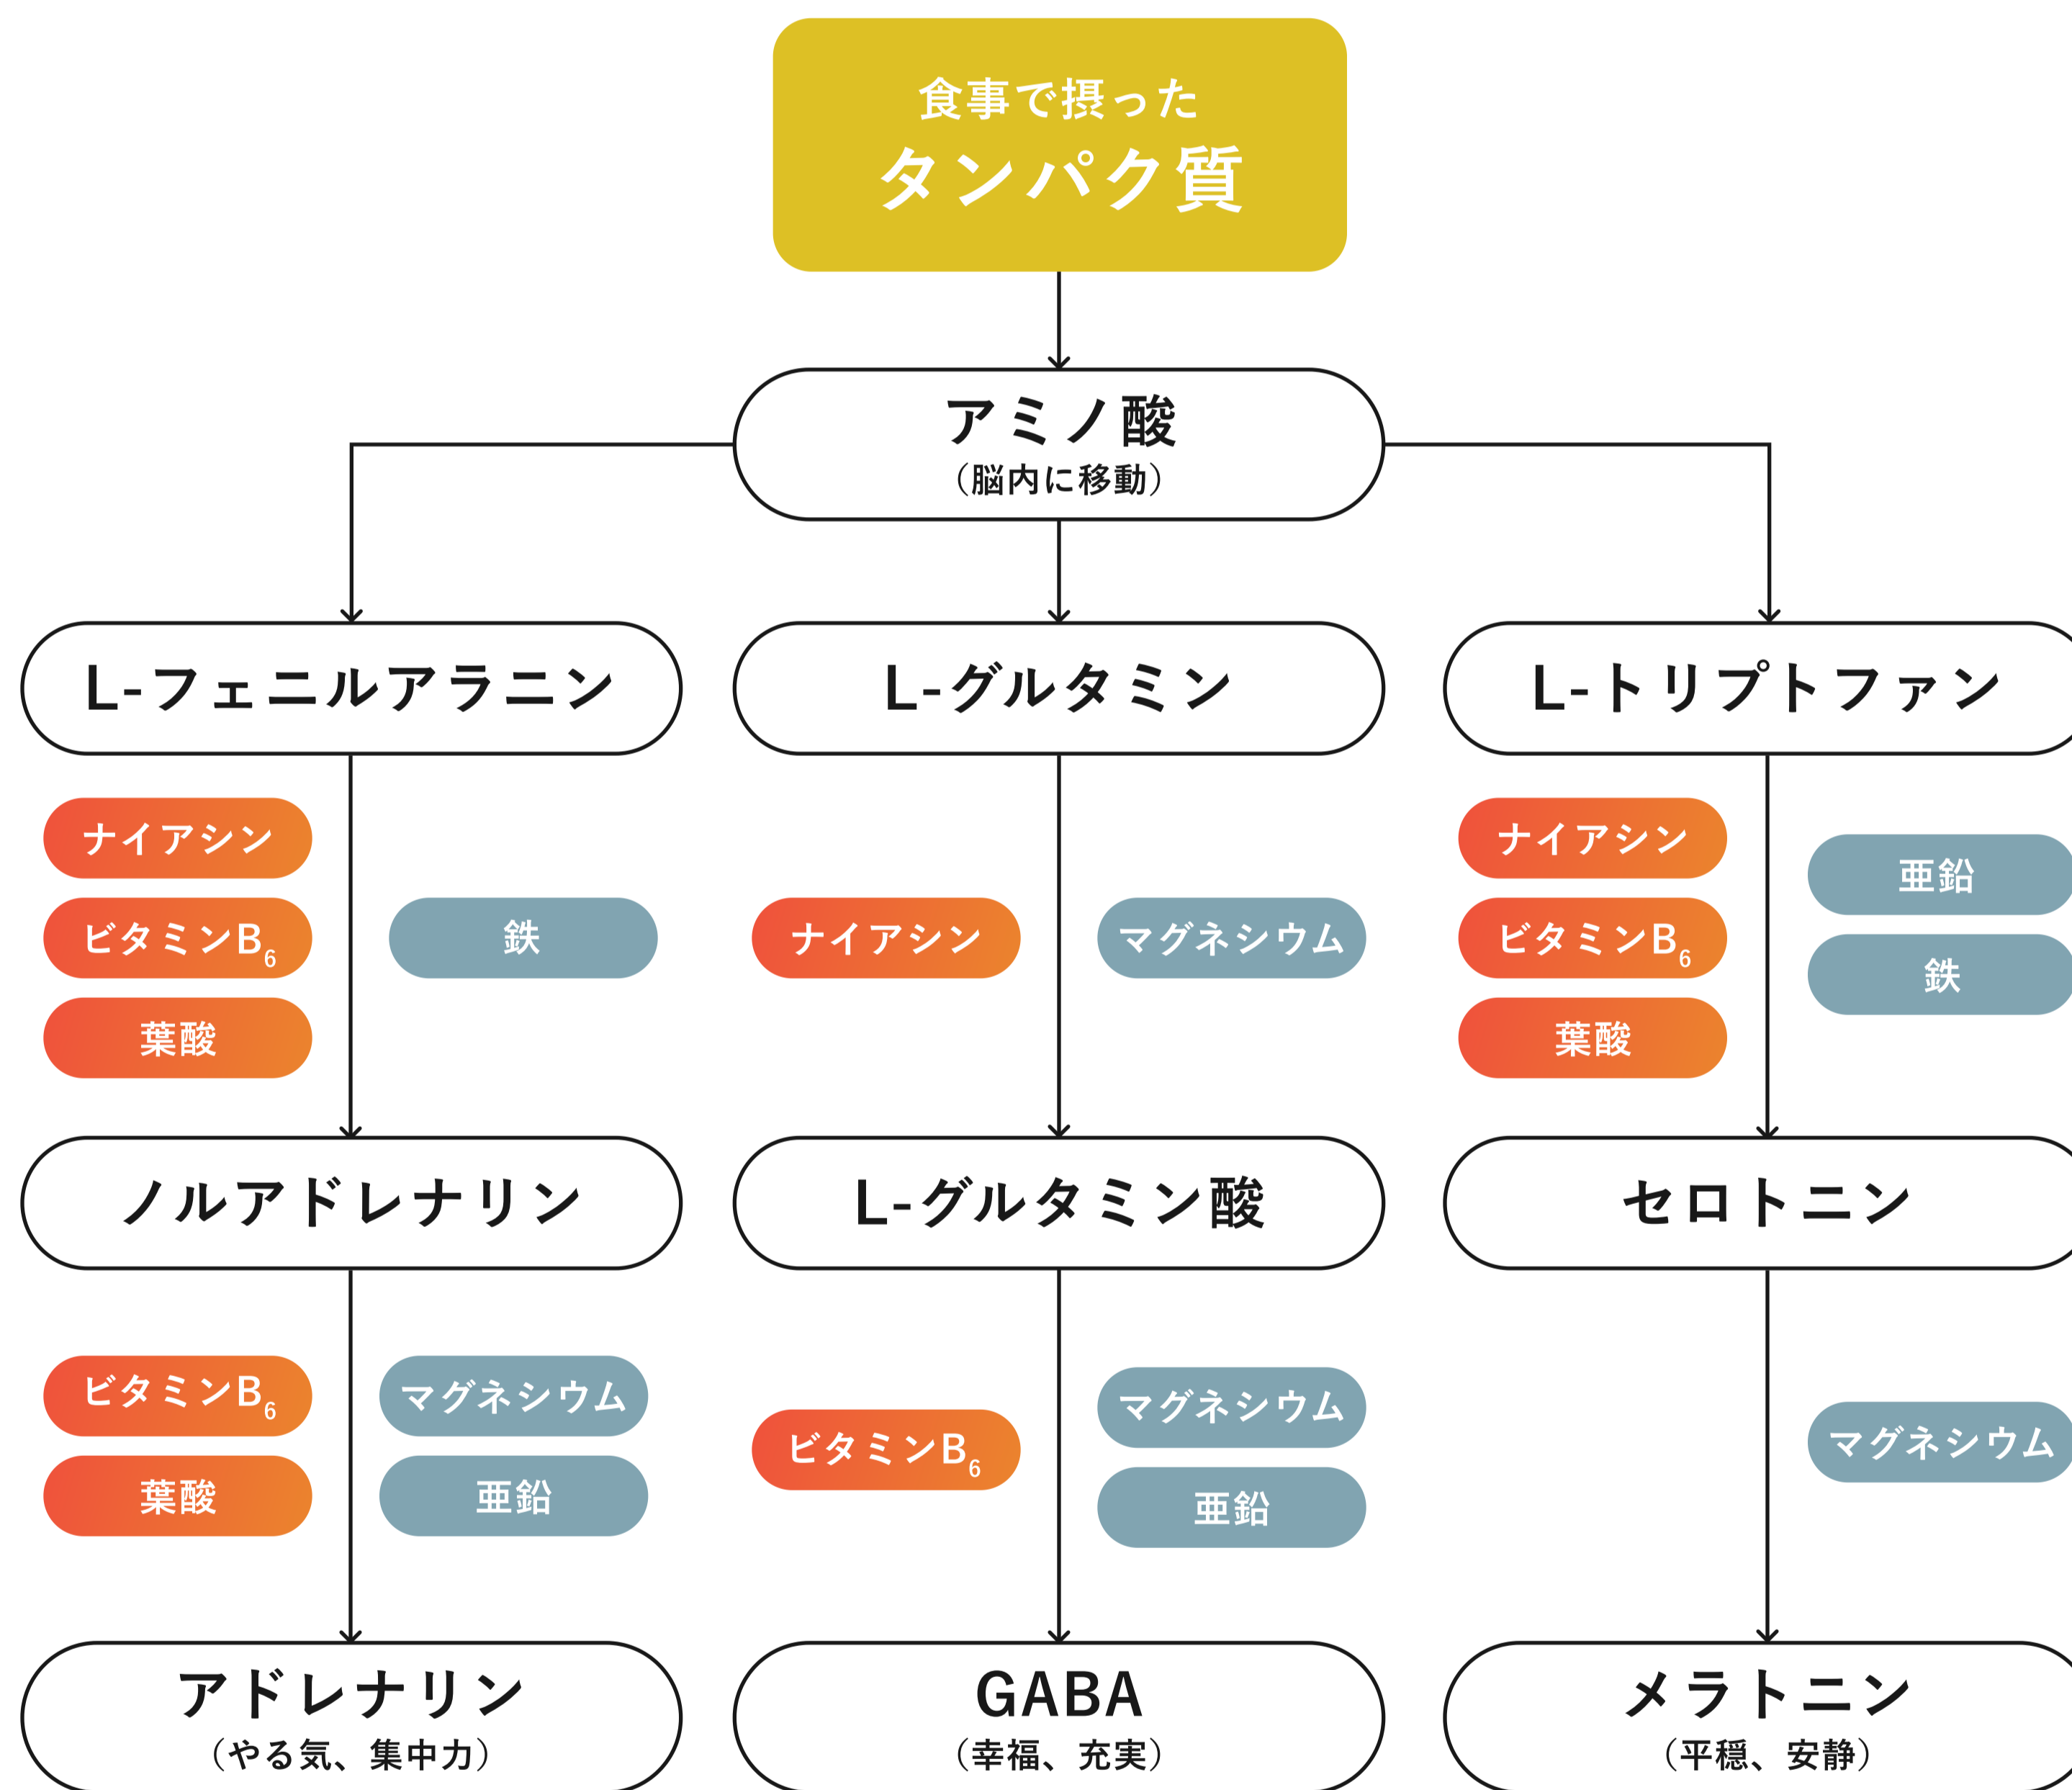 食事で摂った
タンパク質
アミノ酸
（脳内に移動）
L-フェニルアラニン
L-グルタミン
L-トリプトファン
ナイアシン
ビタミンB6
葉酸
鉄
ナイアシン
マグネシウム
ナイアシン
ビタミンB6
葉酸
亜鉛
鉄
ノルアドレナリン
L-グルタミン酸
セロトニン
ビタミンB6
葉酸
マグネシウム
亜鉛
ビタミンB6
マグネシウム
亜鉛
マグネシウム
アドレナリン
（やる気、集中力）
GABA
（幸福、充実）
メラトニン
（平穏、安静）